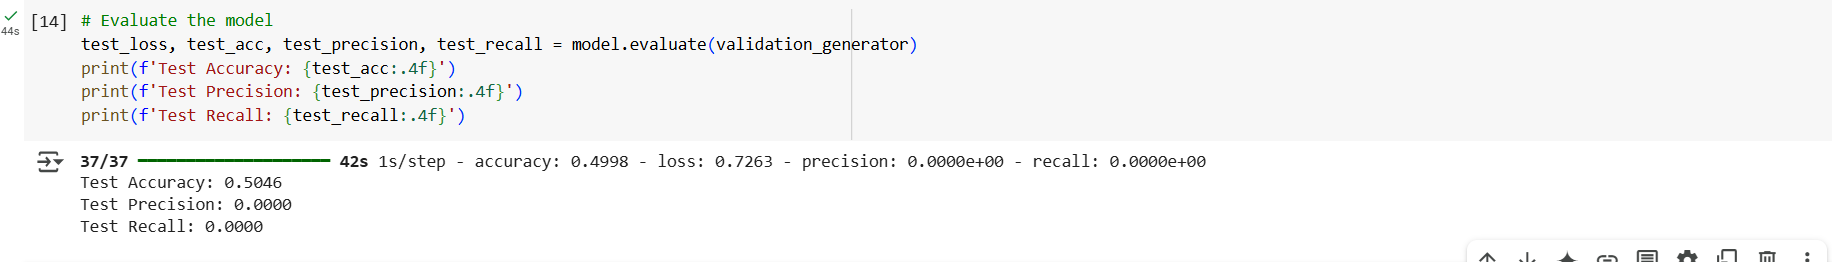 [14] # Evaluate the model
44s
test_loss, test_acc, test_precision, test_recall = model.evaluate(validation_generator)
print(f'Test Accuracy: {test_acc:.4f}')
print(f'Test Precision: {test_precision:.4f}')
print(f'Test Recall: {test_recall:.4f}')
37/37 ━━━━━━━━━━━━━━━━━━━━ 42s 1s/step - accuracy: 0.4998 - loss: 0.7263 - precision: 0.0000e+00 - recall: 0.0000e+00
Test Accuracy: 0.5046
Test Precision: 0.0000
Test Recall: 0.0000